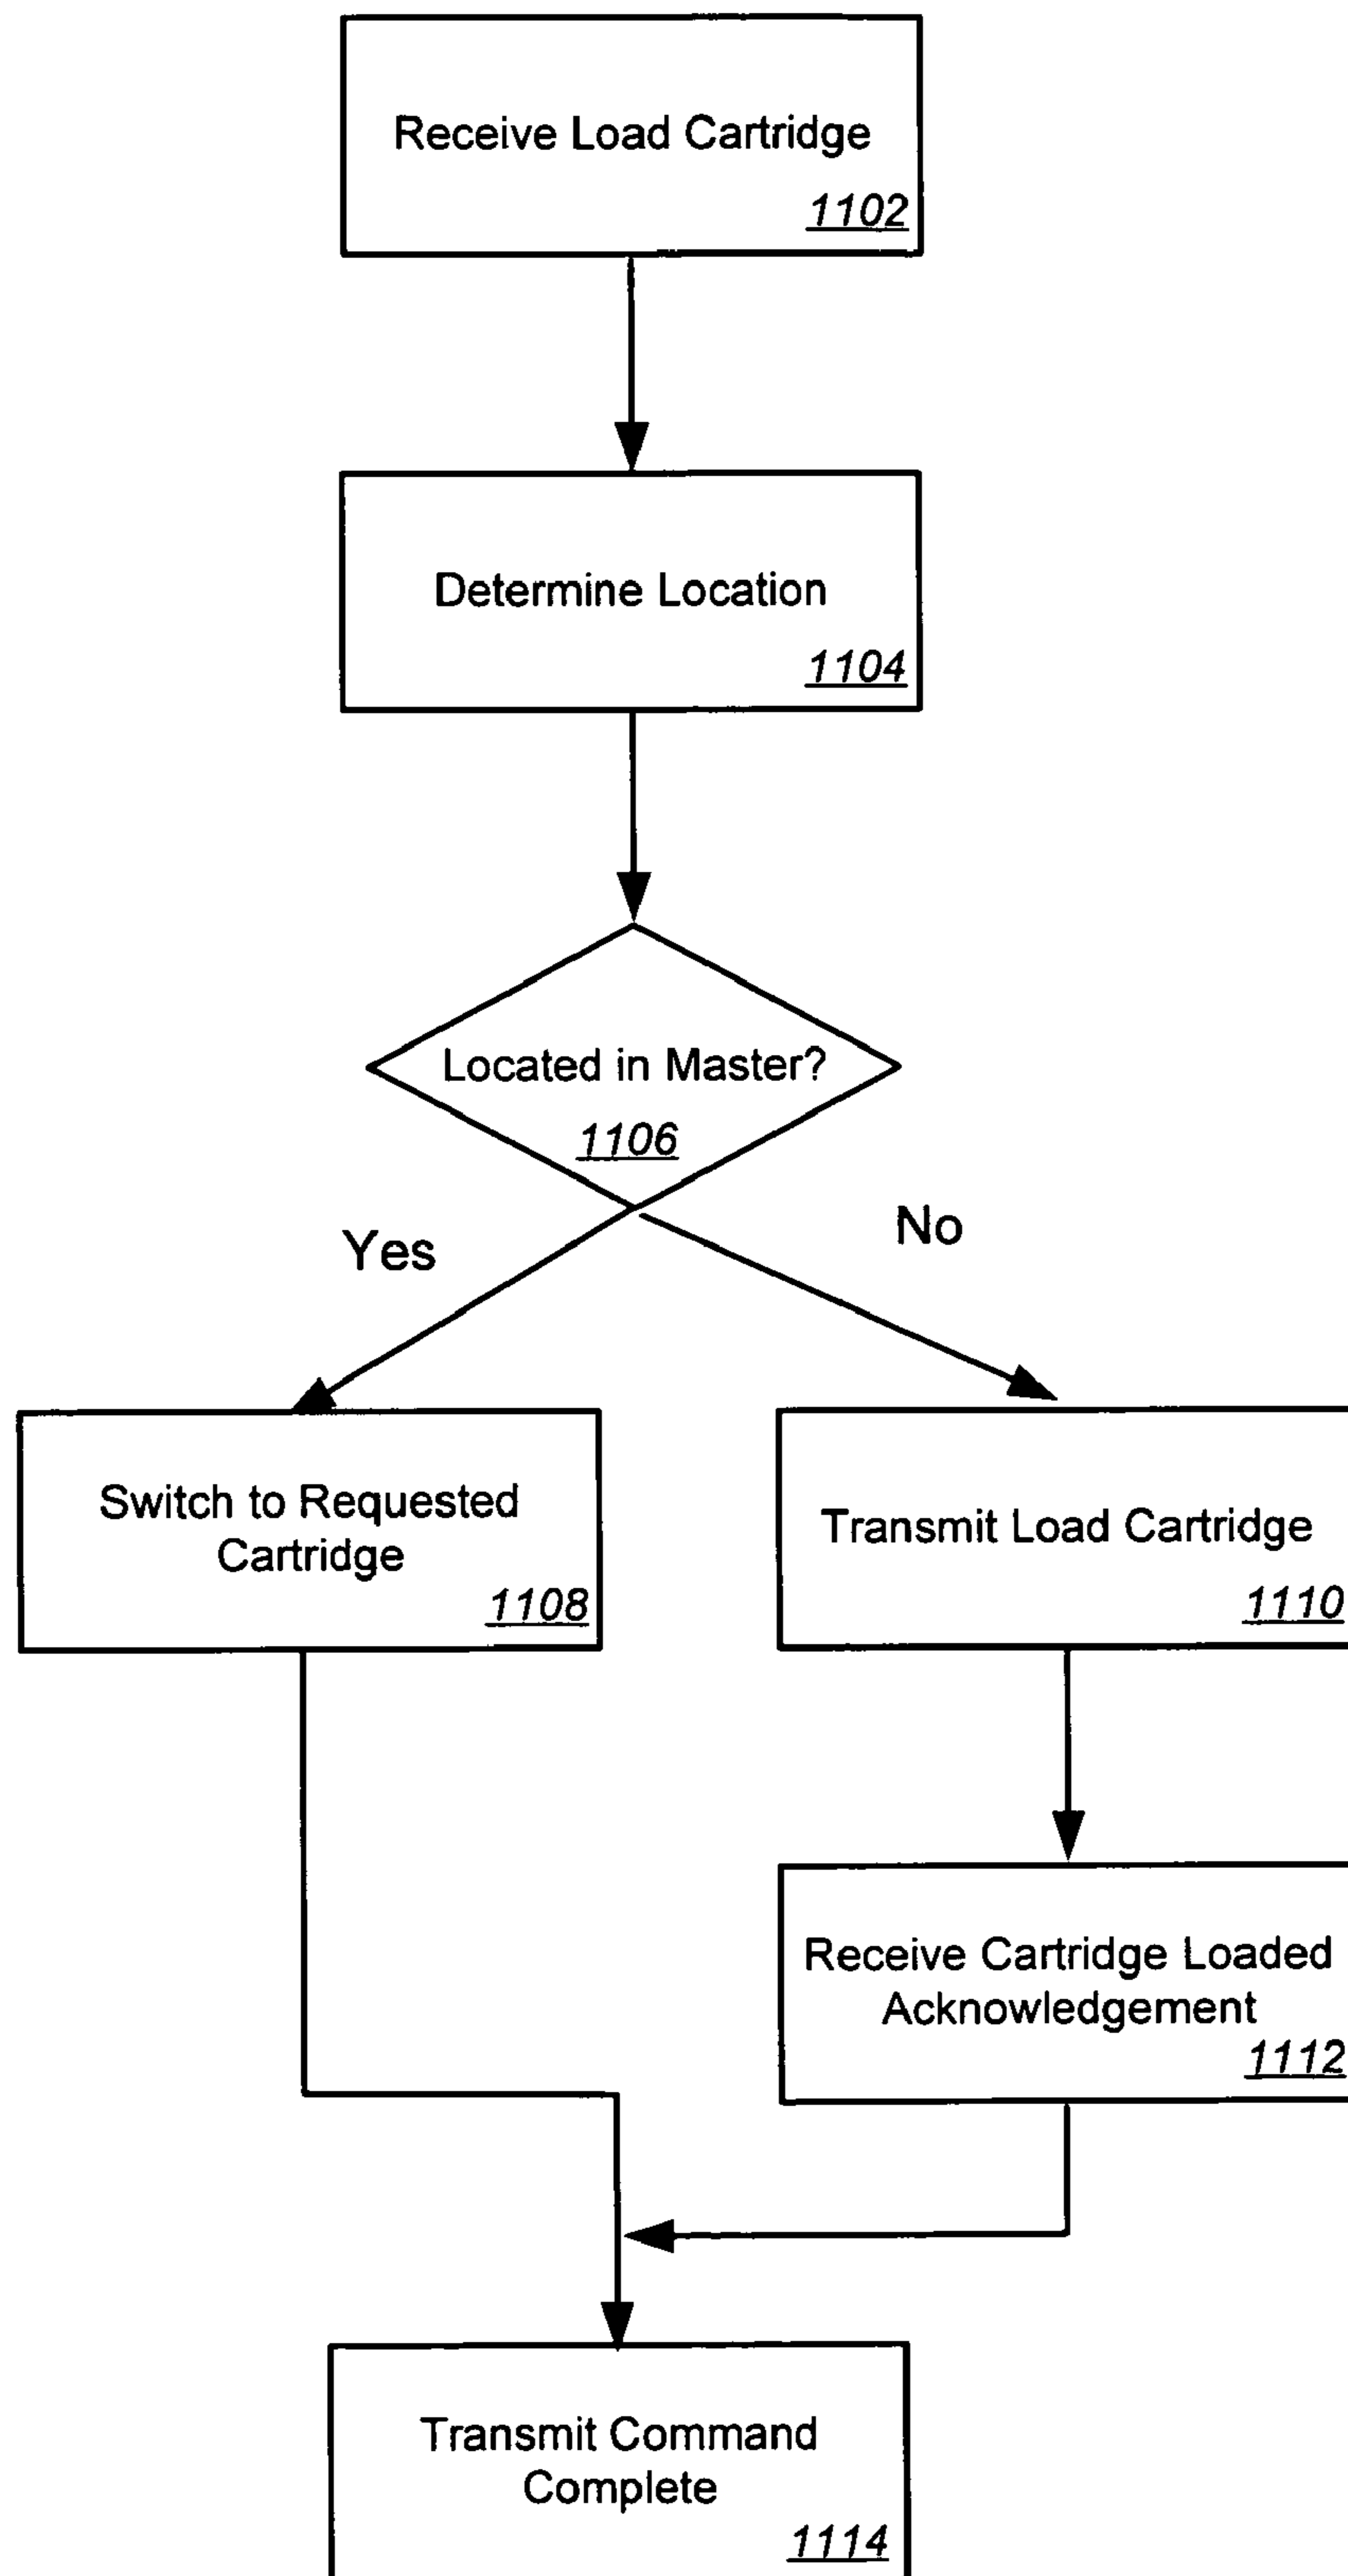 Receive Load Cartridge
1102
Determine Location
1104
Located in Master?
1106
Yes
No
Switch to Requested
Cartridge
1108
Transmit Load Cartridge
1110
Receive Cartridge Loaded
Acknowledgement
1112
Transmit Command
Complete
1114